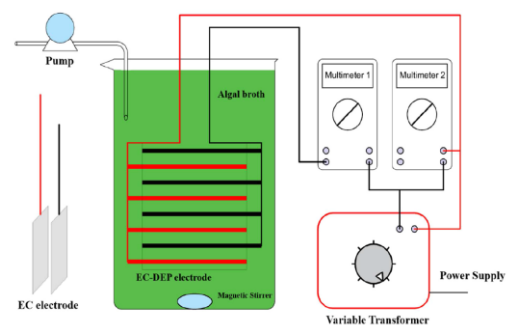 Pump
Algal broth
Multimeter 1
Multimeter 2
EC-DEP electrode
EC electrode
Magnetic Stirrer
Power Supply
Variable Transformer